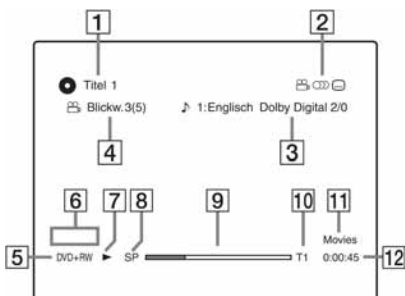 1
2
Titel 1
Blickw.3(5)
1:Englisch Dolby Digital 2/0
4
3
6
7
8
9
10
11
Movies
5
DVD+RW
SP
T1
0:00:45
12